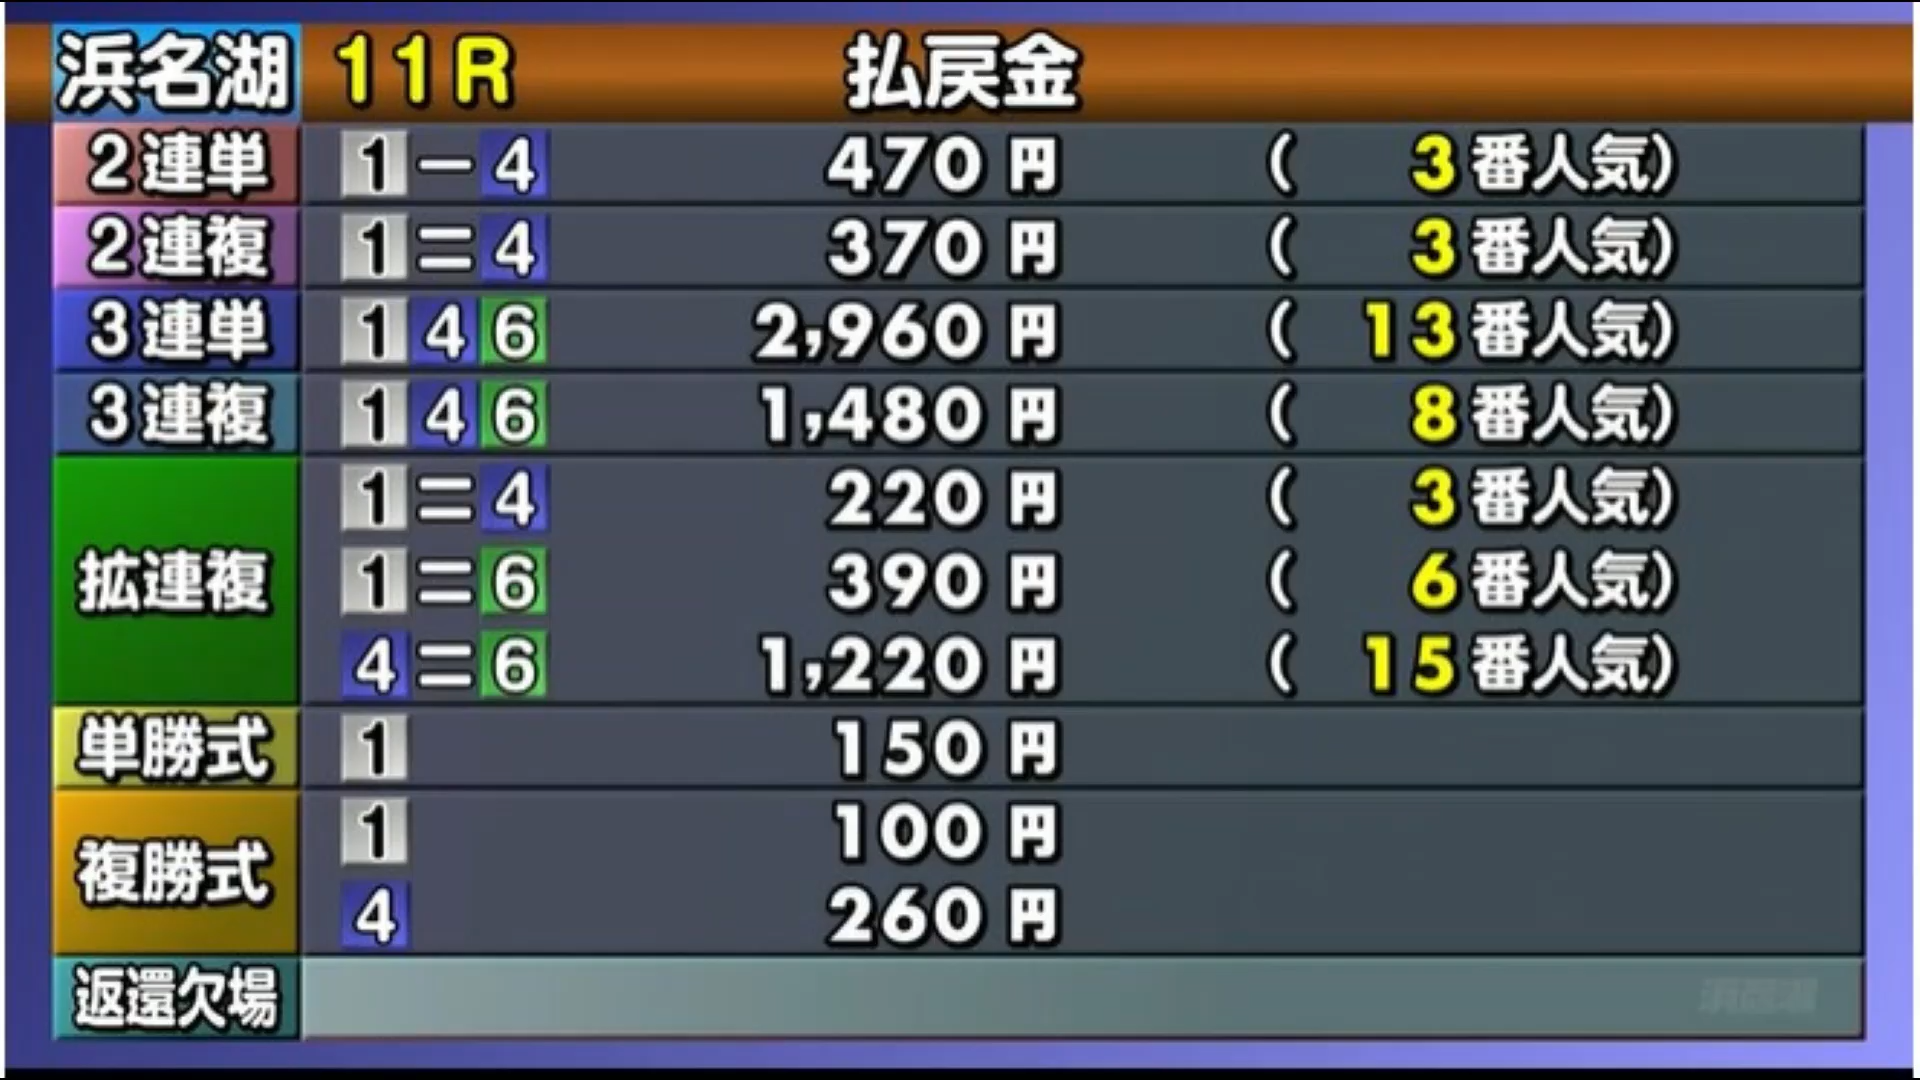 浜名湖 11R 払戻金
2連単 1-4 470円 (3番人気)
2連複 1=4 370円 (3番人気)
3連単 1 4 6 2,960円 (13番人気)
3連複 1 4 6 1,480円 (8番人気)
拡連複 1=4 220円 (3番人気)
1=6 390円 (6番人気)
4=6 1,220円 (15番人気)
単勝式 1 150円
複勝式 1 100円
4 260円
返還欠場
浜名湖